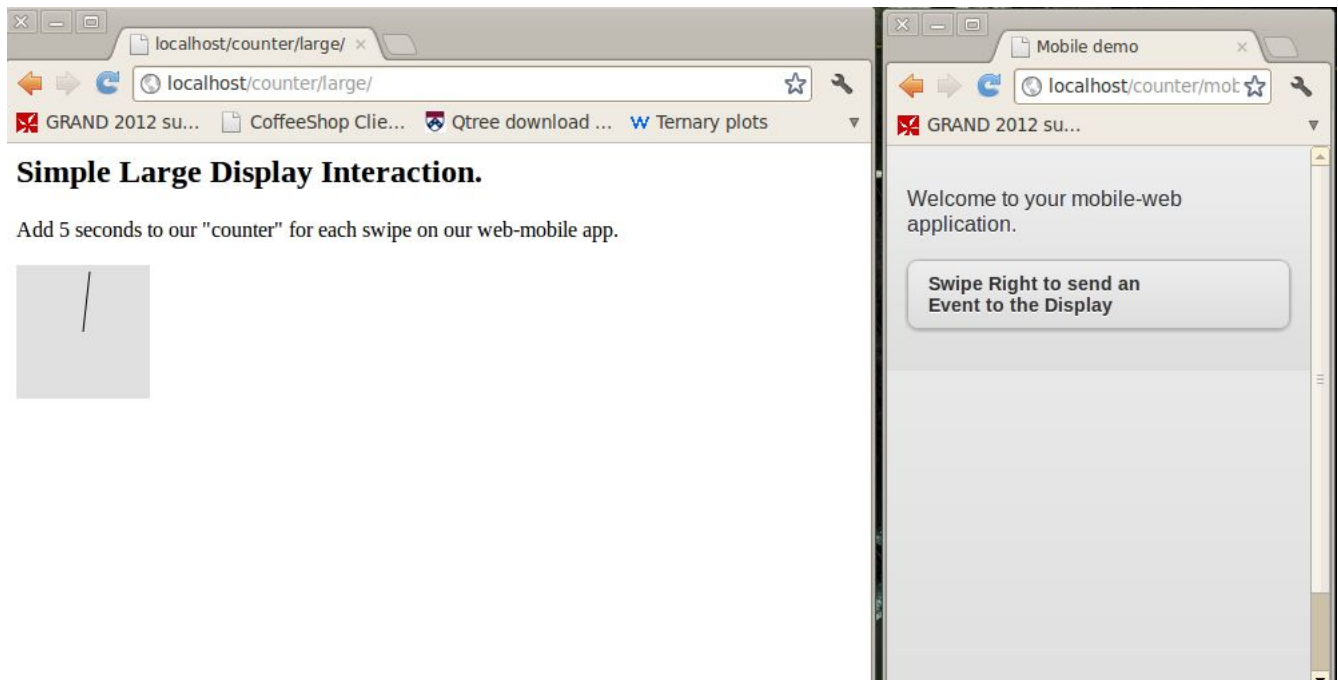 localhost/counter/large/
localhost/counter/large/
GRAND 2012 su... CoffeeShop Clie... Qtree download ... W Ternary plots
Simple Large Display Interaction.
Add 5 seconds to our "counter" for each swipe on our web-mobile app.
Mobile demo
localhost/counter/mob
GRAND 2012 su...
Welcome to your mobile-web
application.
Swipe Right to send an
Event to the Display